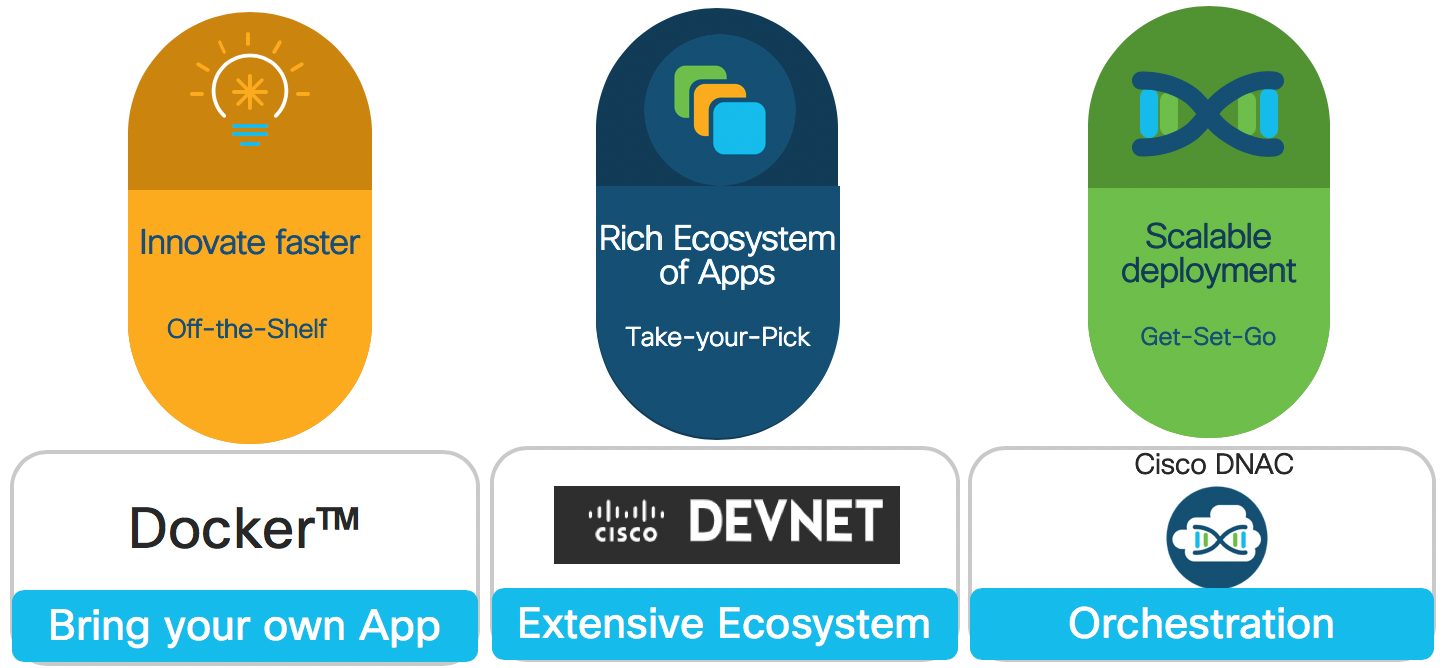 Innovate faster
Off-the-Shelf
Docker™
Bring your own App
Rich Ecosystem
of Apps
Take-your-Pick
CISCO DEVNET
Extensive Ecosystem
Scalable
deployment
Get-Set-Go
Cisco DNAC
Orchestration